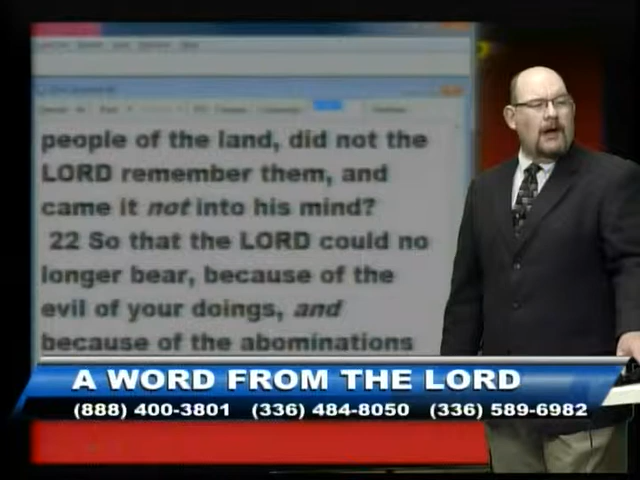 people of the land, did not the
LORD remember them, and
came it not into his mind?
22 So that the LORD could no
longer bear, because of the
evil of your doings, and
because of the abominations
A WORD FROM THE LORD
(888) 400-3801 (336) 484-8050 (336) 589-6982